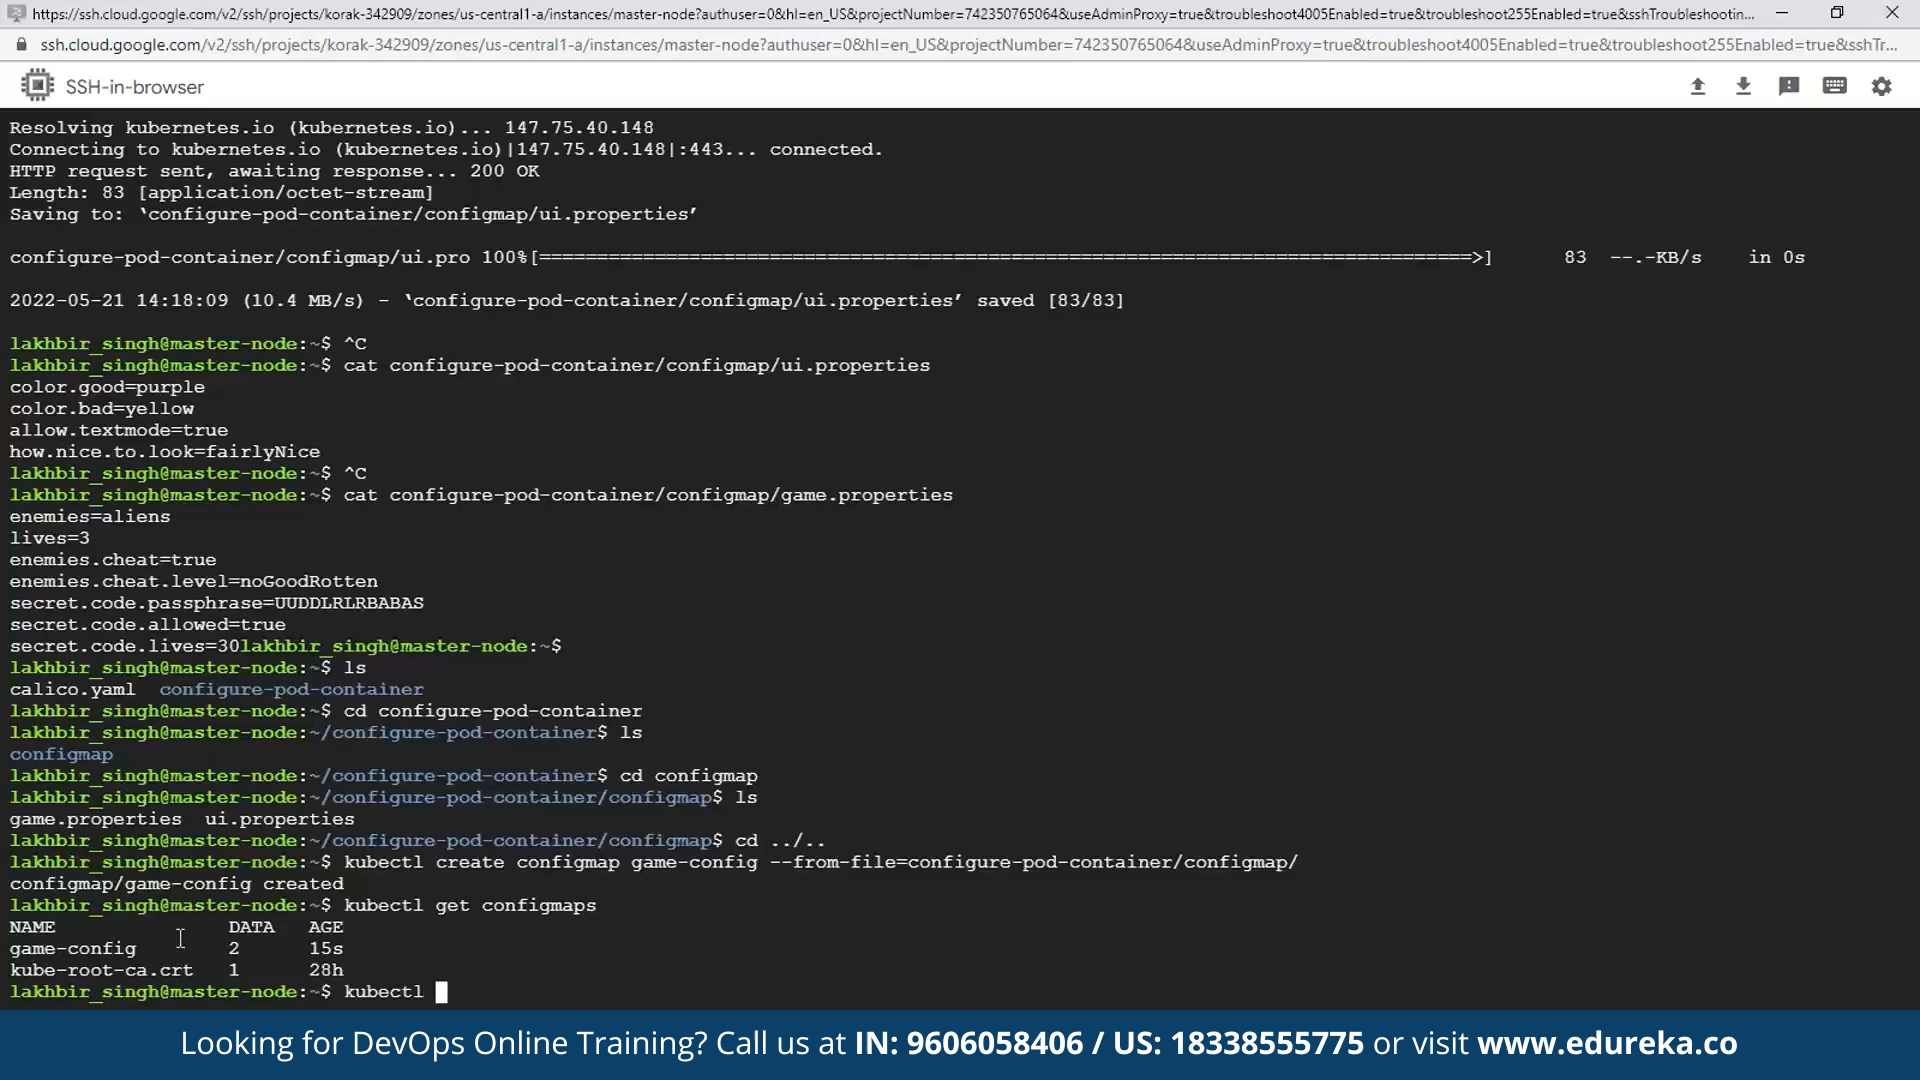 https://ssh.cloud.google.com/v2/ssh/projects/korak-342909/zones/us-central1-a/instances/master-node?authuser=0&hl=en_US&projectNumber=742350765064&useAdminProxy=true&troubleshoot4005Enabled=true&troubleshoot255Enabled=true&sshTroubleshootin...
ssh.cloud.google.com/v2/ssh/projects/korak-342909/zones/us-central1-a/instances/master-node?authuser=0&hl=en_US&projectNumber=742350765064&useAdminProxy=true&troubleshoot4005Enabled=true&troubleshoot255Enabled=true&sshTr...
SSH-in-browser
Resolving kubernetes.io (kubernetes.io)... 147.75.40.148
Connecting to kubernetes.io (kubernetes.io)|147.75.40.148|:443... connected.
HTTP request sent, awaiting response... 200 OK
Length: 83 [application/octet-stream]
Saving to: ‘configure-pod-container/configmap/ui.properties’
configure-pod-container/configmap/ui.pro 100%[==================================================================================>]      83  --.-KB/s    in 0s
2022-05-21 14:18:09 (10.4 MB/s) - ‘configure-pod-container/configmap/ui.properties’ saved [83/83]
lakhbir_singh@master-node:~$ ^C
lakhbir_singh@master-node:~$ cat configure-pod-container/configmap/ui.properties
color.good=purple
color.bad=yellow
allow.textmode=true
how.nice.to.look=fairlyNice
lakhbir_singh@master-node:~$ ^C
lakhbir_singh@master-node:~$ cat configure-pod-container/configmap/game.properties
enemies=aliens
lives=3
enemies.cheat=true
enemies.cheat.level=noGoodRotten
secret.code.passphrase=UUDDLRLRBABAS
secret.code.allowed=true
secret.code.lives=30lakhbir_singh@master-node:~$
lakhbir_singh@master-node:~$ ls
calico.yaml  configure-pod-container
lakhbir_singh@master-node:~$ cd configure-pod-container
lakhbir_singh@master-node:~/configure-pod-container$ ls
configmap
lakhbir_singh@master-node:~/configure-pod-container$ cd configmap
lakhbir_singh@master-node:~/configure-pod-container/configmap$ ls
game.properties  ui.properties
lakhbir_singh@master-node:~/configure-pod-container/configmap$ cd ../..
lakhbir_singh@master-node:~$ kubectl create configmap game-config --from-file=configure-pod-container/configmap/
configmap/game-config created
lakhbir_singh@master-node:~$ kubectl get configmaps
NAME               DATA   AGE
game-config        2      15s
kube-root-ca.crt   1      28h
lakhbir_singh@master-node:~$ kubectl
Looking for DevOps Online Training? Call us at IN: 9606058406 / US: 18338555775 or visit www.edureka.co